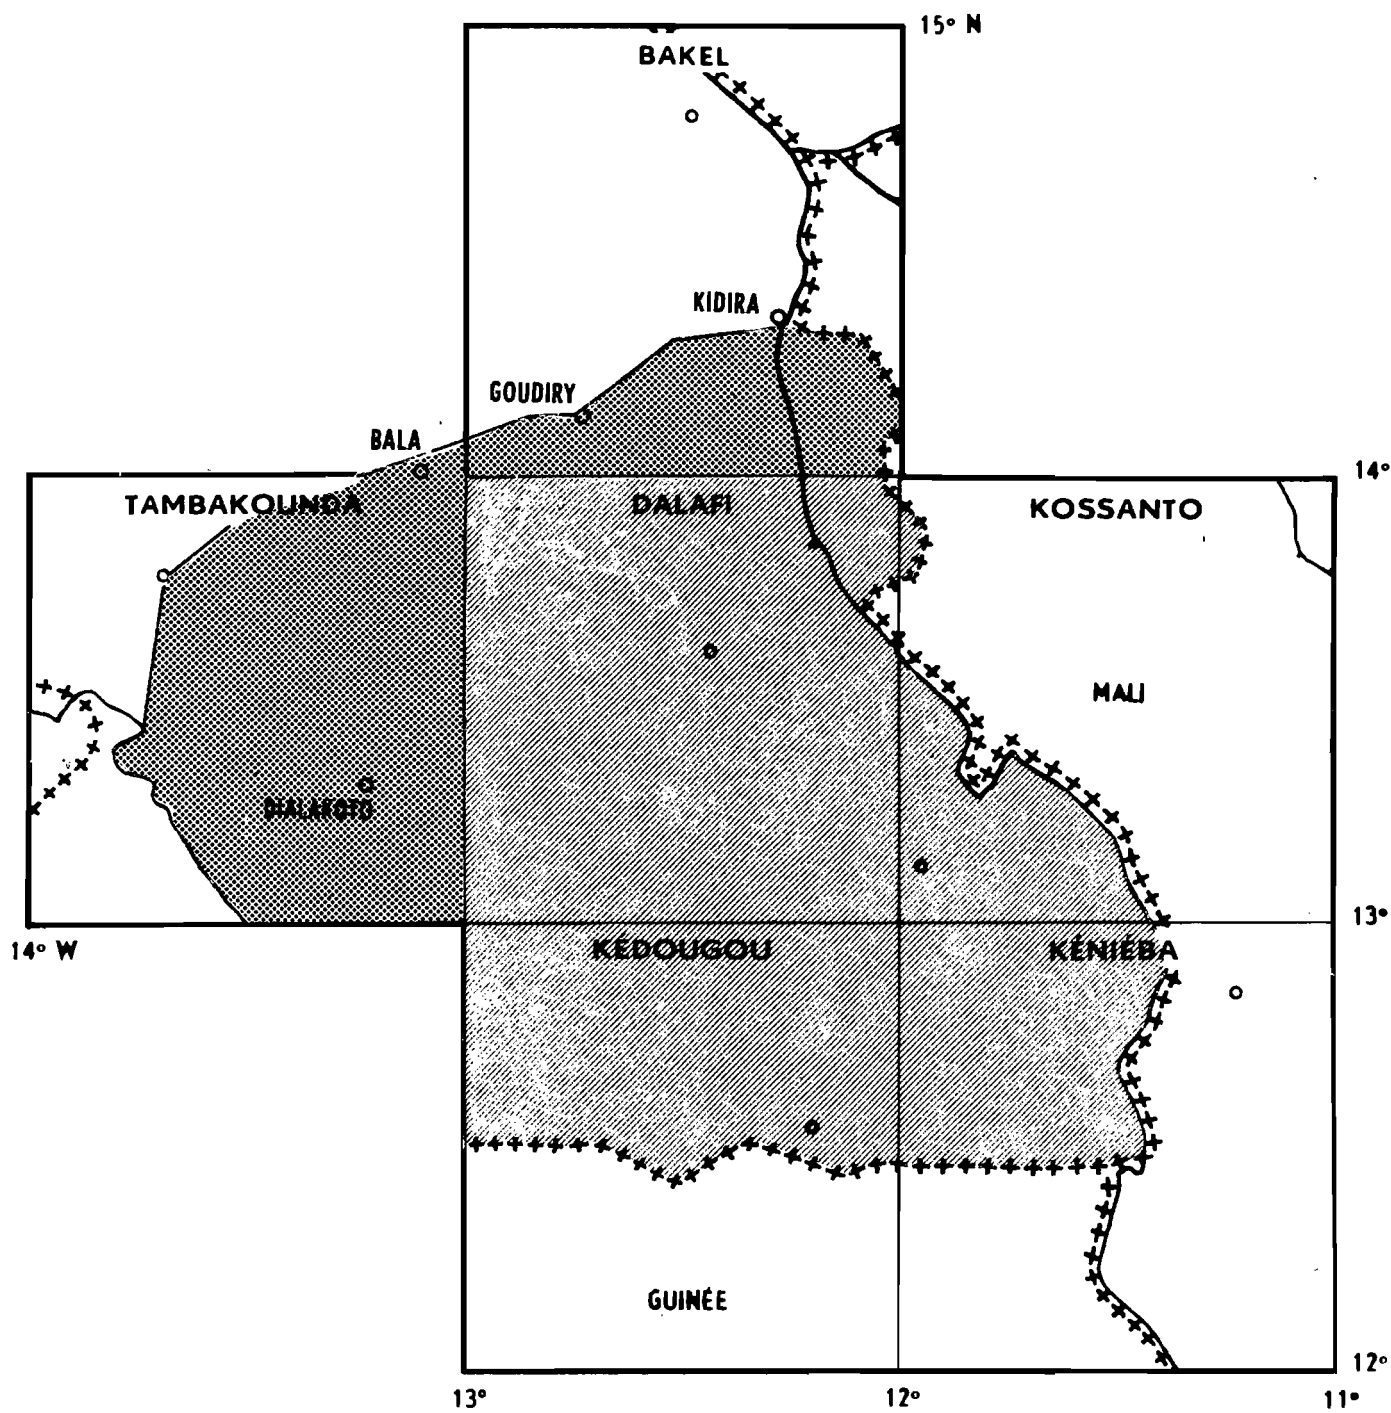 15° N
BAKEL
KIDIRA
GOUDIRY
BALA
14°
TAMBAKOUNDA
DALAFI
KOSSANTO
MALI
DIALAKOTO
13°
14° W
KÉDOUGOU
KÉNIÉBA
GUINÉE
12°
13°
12°
11°